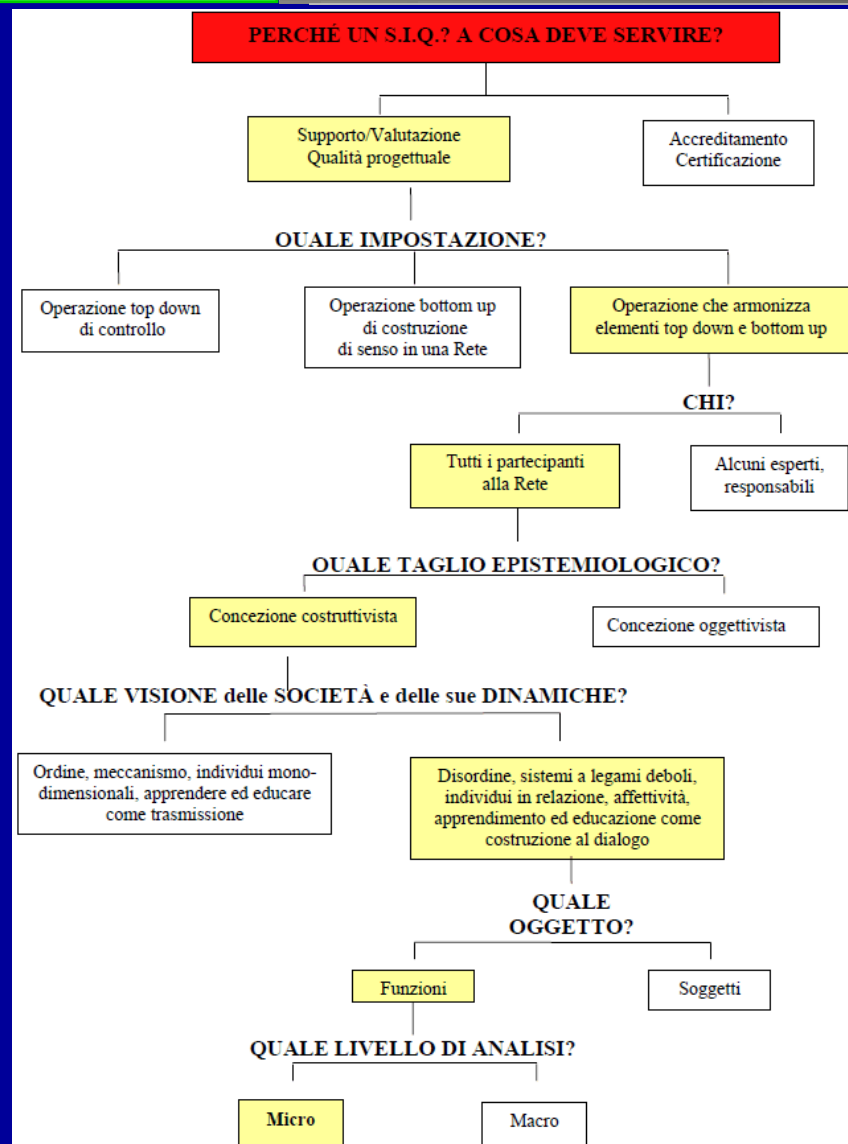 PERCHÉ UN S.I.Q.? A COSA DEVE SERVIRE?
Supporto/Valutazione
Qualità progettuale
Accreditamento
Certificazione
QUALE IMPOSTAZIONE?
Operazione top down
di controllo
Operazione bottom up
di costruzione
di senso in una Rete
Operazione che armonizza
elementi top down e bottom up
CHI?
Tutti i partecipanti
alla Rete
Alcuni esperti,
responsabili
QUALE TAGLIO EPISTEMIOLOGICO?
Concezione costruttivista
Concezione oggettivista
QUALE VISIONE delle SOCIETÀ e delle sue DINAMICHE?
Ordine, meccanismo, individui mono-
dimensionali, apprendere ed educare
come trasmissione
Disordine, sistemi a legami deboli,
individui in relazione, affettività,
apprendimento ed educazione come
costruzione al dialogo
QUALE
OGGETTO?
Funzioni
Soggetti
QUALE LIVELLO DI ANALISI?
Micro
Macro